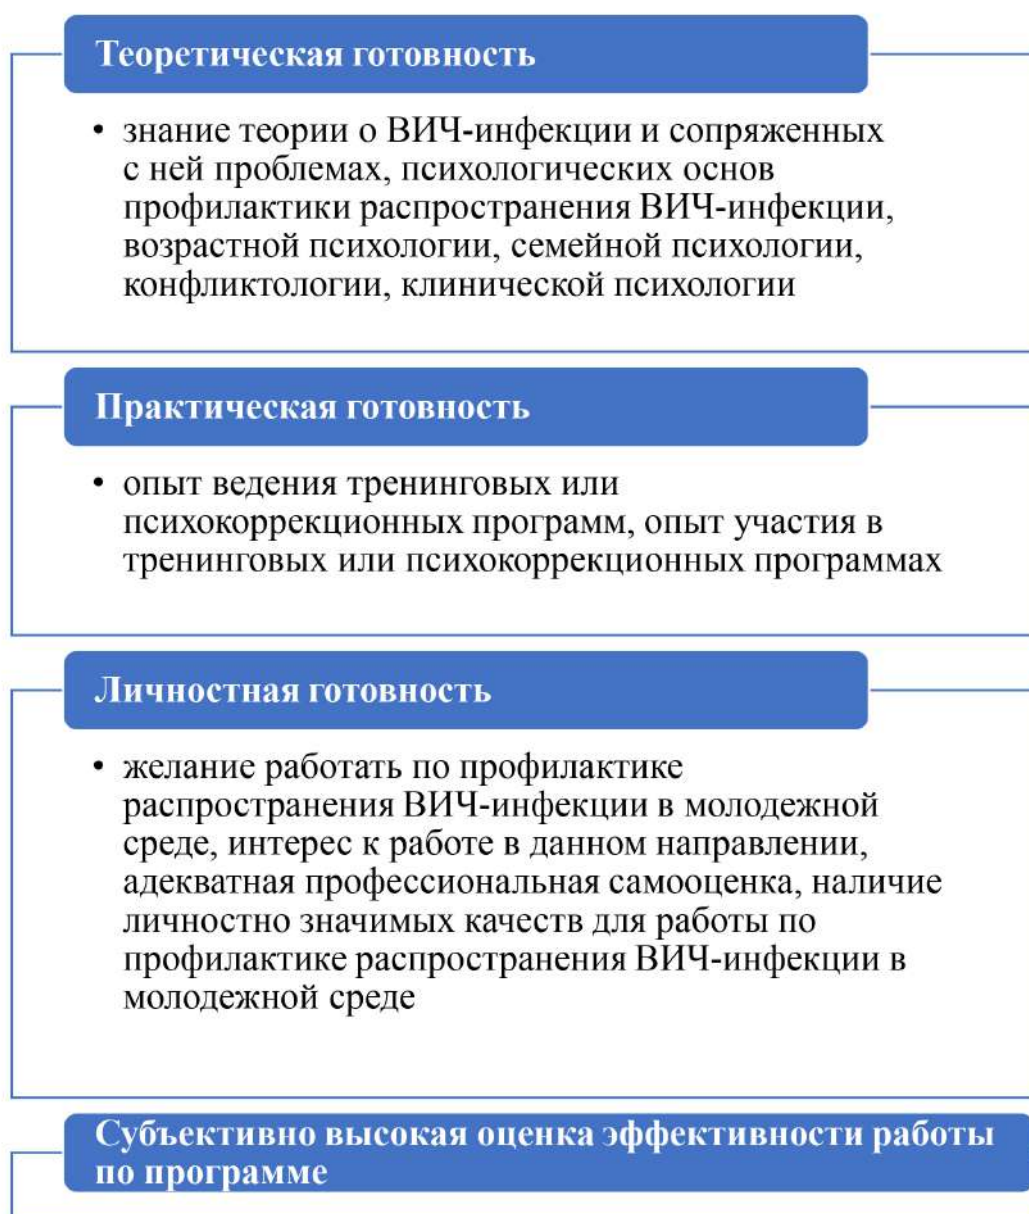 Теоретическая готовность
• знание теории о ВИЧ-инфекции и сопряженных
с ней проблемах, психологических основ
профилактики распространения ВИЧ-инфекции,
возрастной психологии, семейной психологии,
конфликтологии, клинической психологии
Практическая готовность
• опыт ведения тренинговых или
психокоррекционных программ, опыт участия в
тренинговых или психокоррекционных программах
Личностная готовность
• желание работать по профилактике
распространения ВИЧ-инфекции в молодежной
среде, интерес к работе в данном направлении,
адекватная профессиональная самооценка, наличие
личностно значимых качеств для работы по
профилактике распространения ВИЧ-инфекции в
молодежной среде
Субъективно высокая оценка эффективности работы
по программе